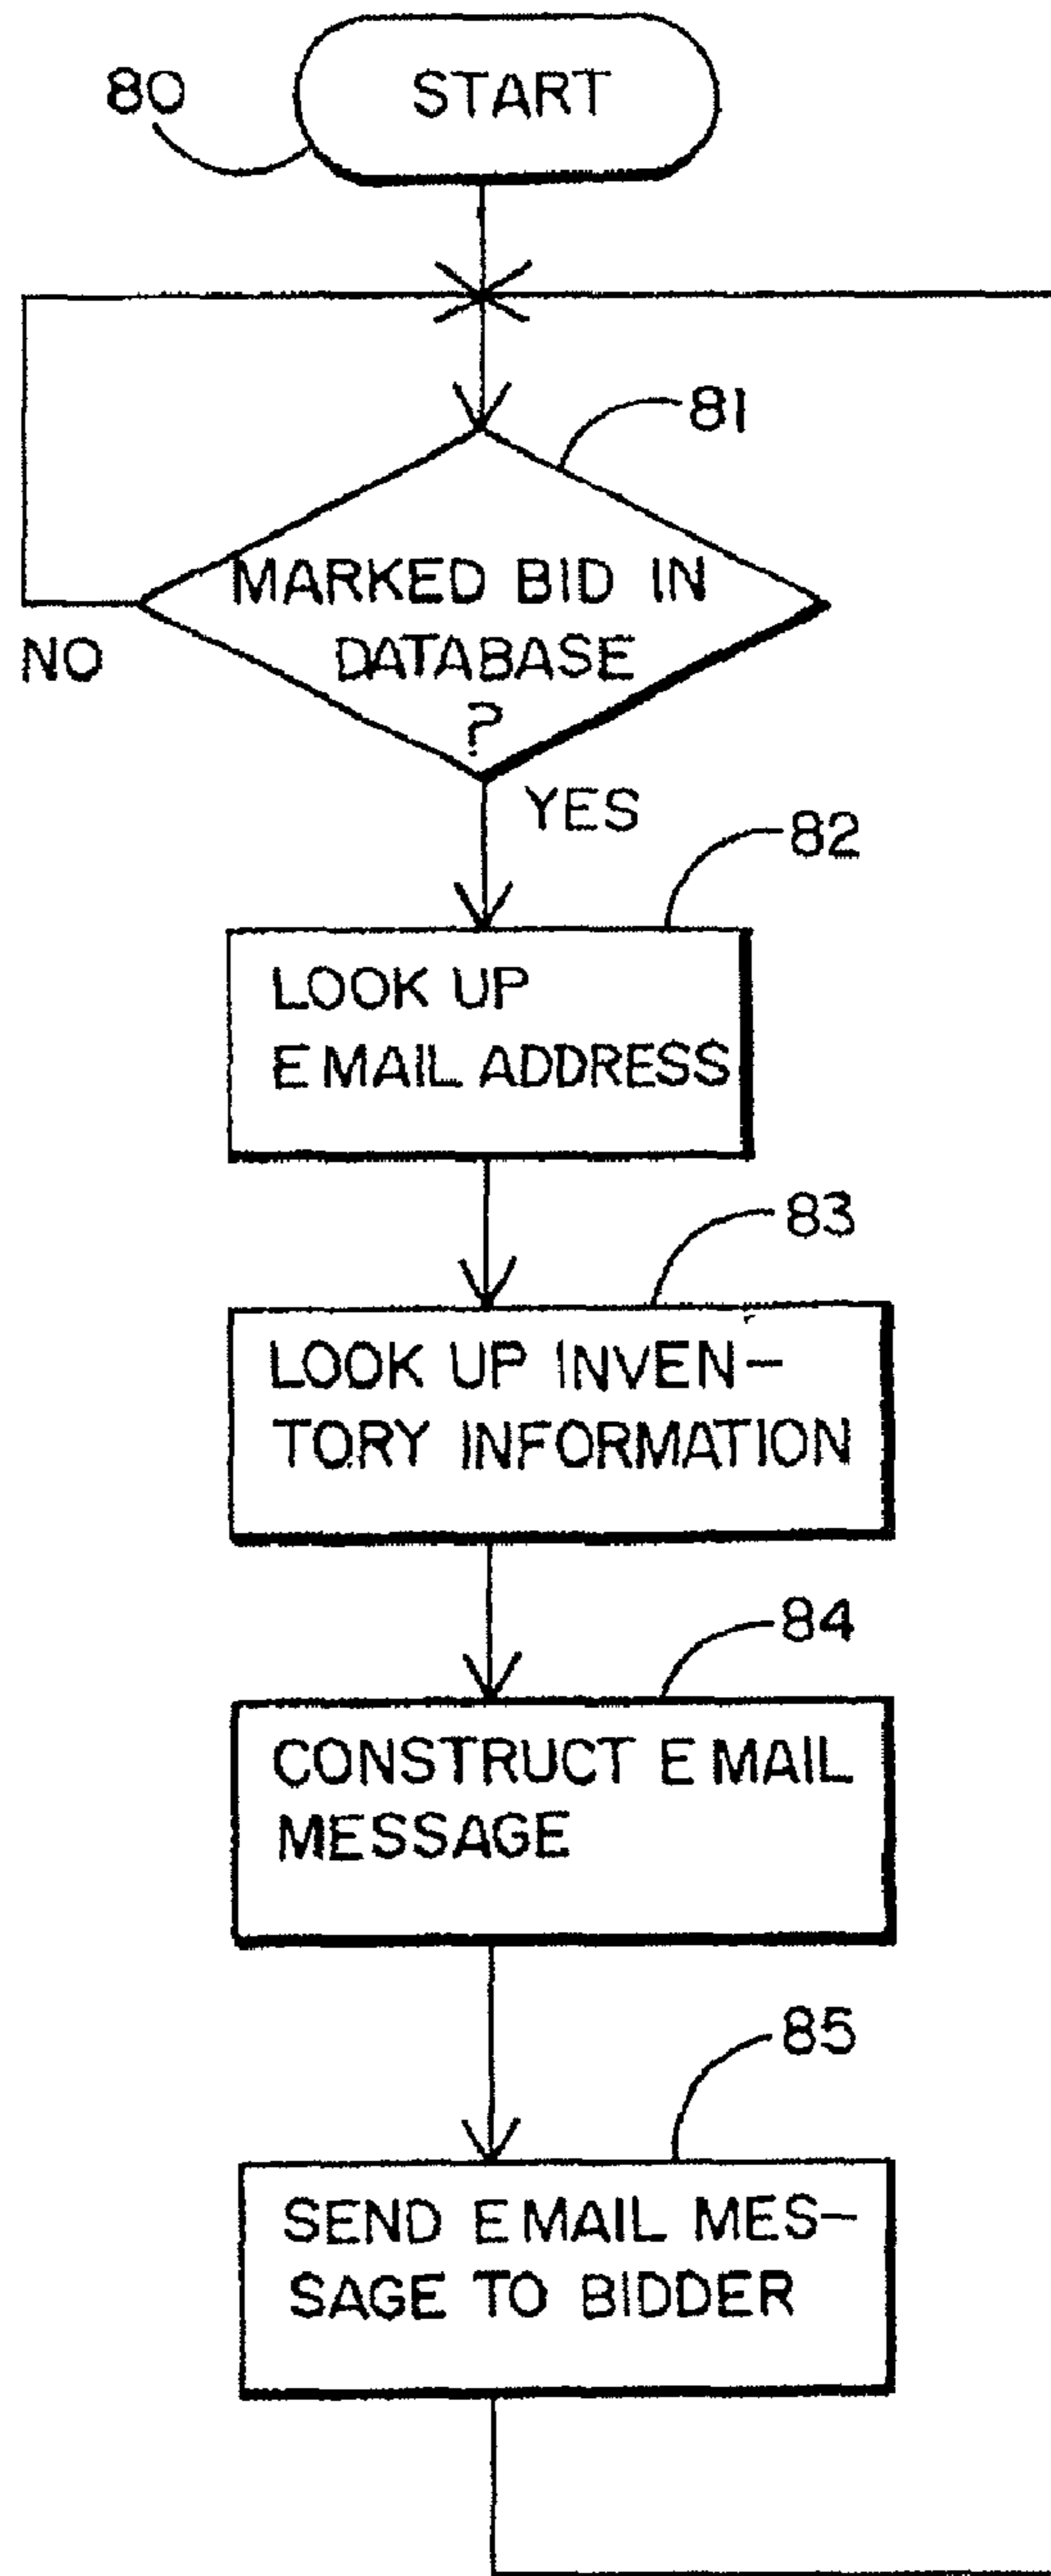 80
START
81
MARKED BID IN
DATABASE
?
NO
YES
82
LOOK UP
E MAIL ADDRESS
83
LOOK UP INVEN-
TORY INFORMATION
84
CONSTRUCT E MAIL
MESSAGE
85
SEND E MAIL MES-
SAGE TO BIDDER